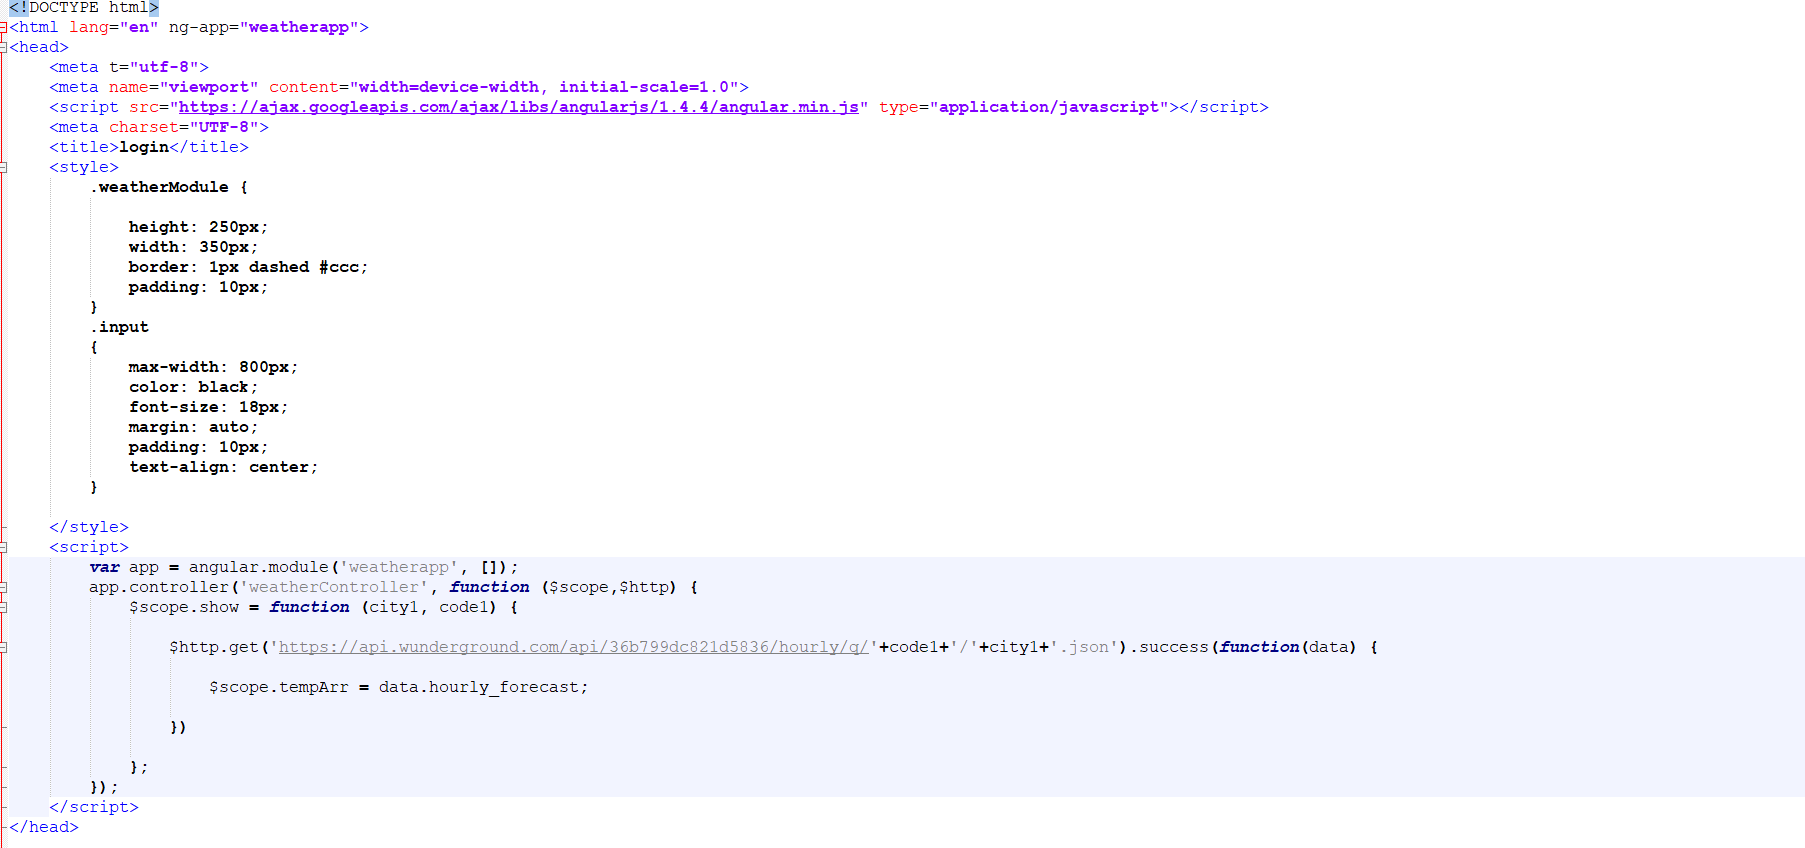 <!DOCTYPE html>
<html lang="en" ng-app="weatherapp">
<head>
    <meta t="utf-8">
    <meta name="viewport" content="width=device-width, initial-scale=1.0">
    <script src="https://ajax.googleapis.com/ajax/libs/angularjs/1.4.4/angular.min.js" type="application/javascript"></script>
    <meta charset="UTF-8">
    <title>login</title>
    <style>
        .weatherModule {
            height: 250px;
            width: 350px;
            border: 1px dashed #ccc;
            padding: 10px;
        }
        .input
        {
            max-width: 800px;
            color: black;
            font-size: 18px;
            margin: auto;
            padding: 10px;
            text-align: center;
        }
    </style>
    <script>
        var app = angular.module('weatherapp', []);
        app.controller('weatherController', function ($scope,$http) {
            $scope.show = function (city1, code1) {
                $http.get('https://api.wunderground.com/api/36b799dc821d5836/hourly/q/'+code1+'/'+city1+'.json').success(function(data) {
                    $scope.tempArr = data.hourly_forecast;
                })
            };
        });
    </script>
</head>